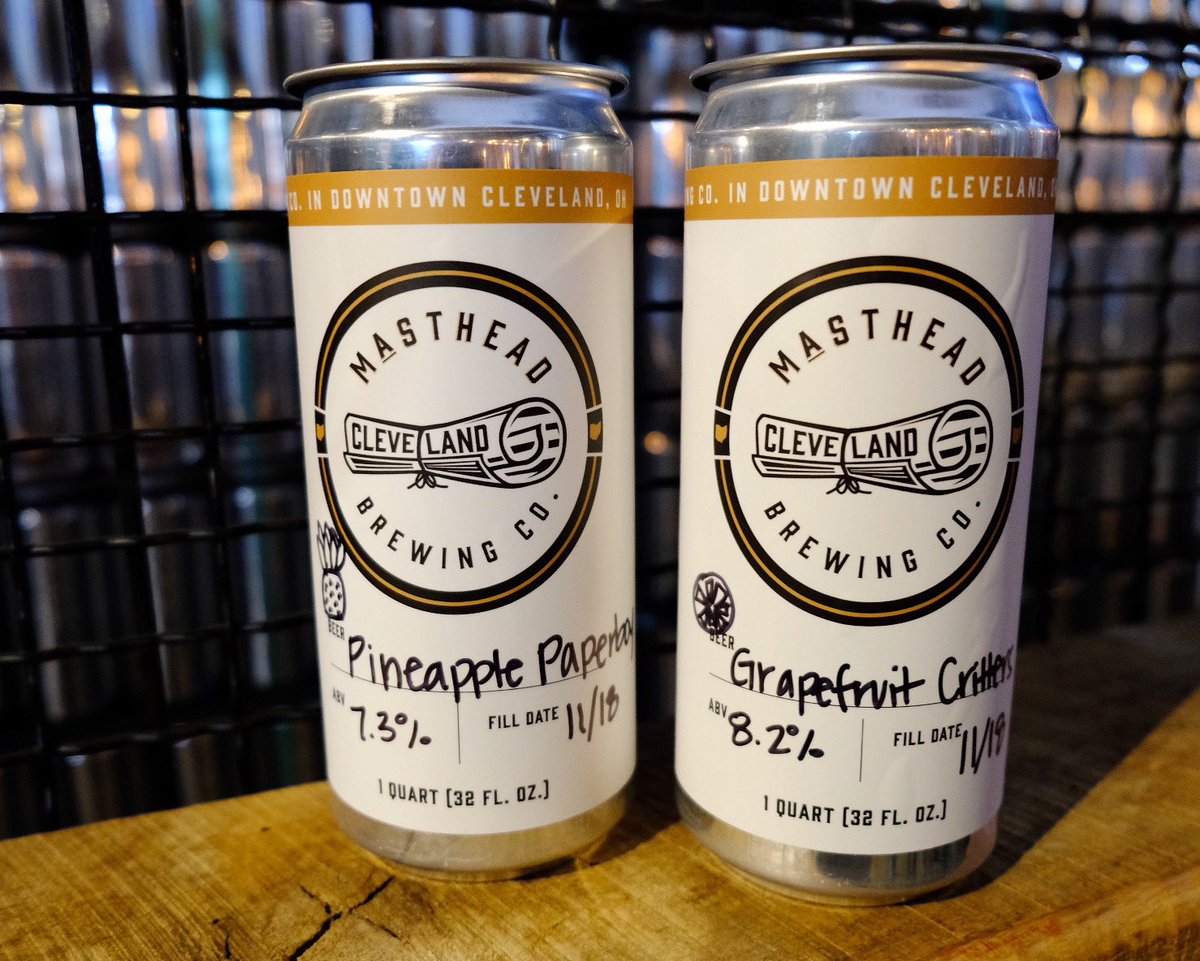 CO. IN DOWNTOWN CLEVELAND, OH
MASTHEAD
CLEVELAND
BREWING CO.
BEER
Pineapple Paperboy
ABV
7.3%
FILL DATE 11/18
1 QUART (32 FL. OZ.)
CO. IN DOWNTOWN CLEVELAND,
MASTHEAD
CLEVELAND
BREWING CO.
BEER
Grapefruit Critters
ABV
8.2%
FILL DATE 11/18
1 QUART (32 FL. OZ.)